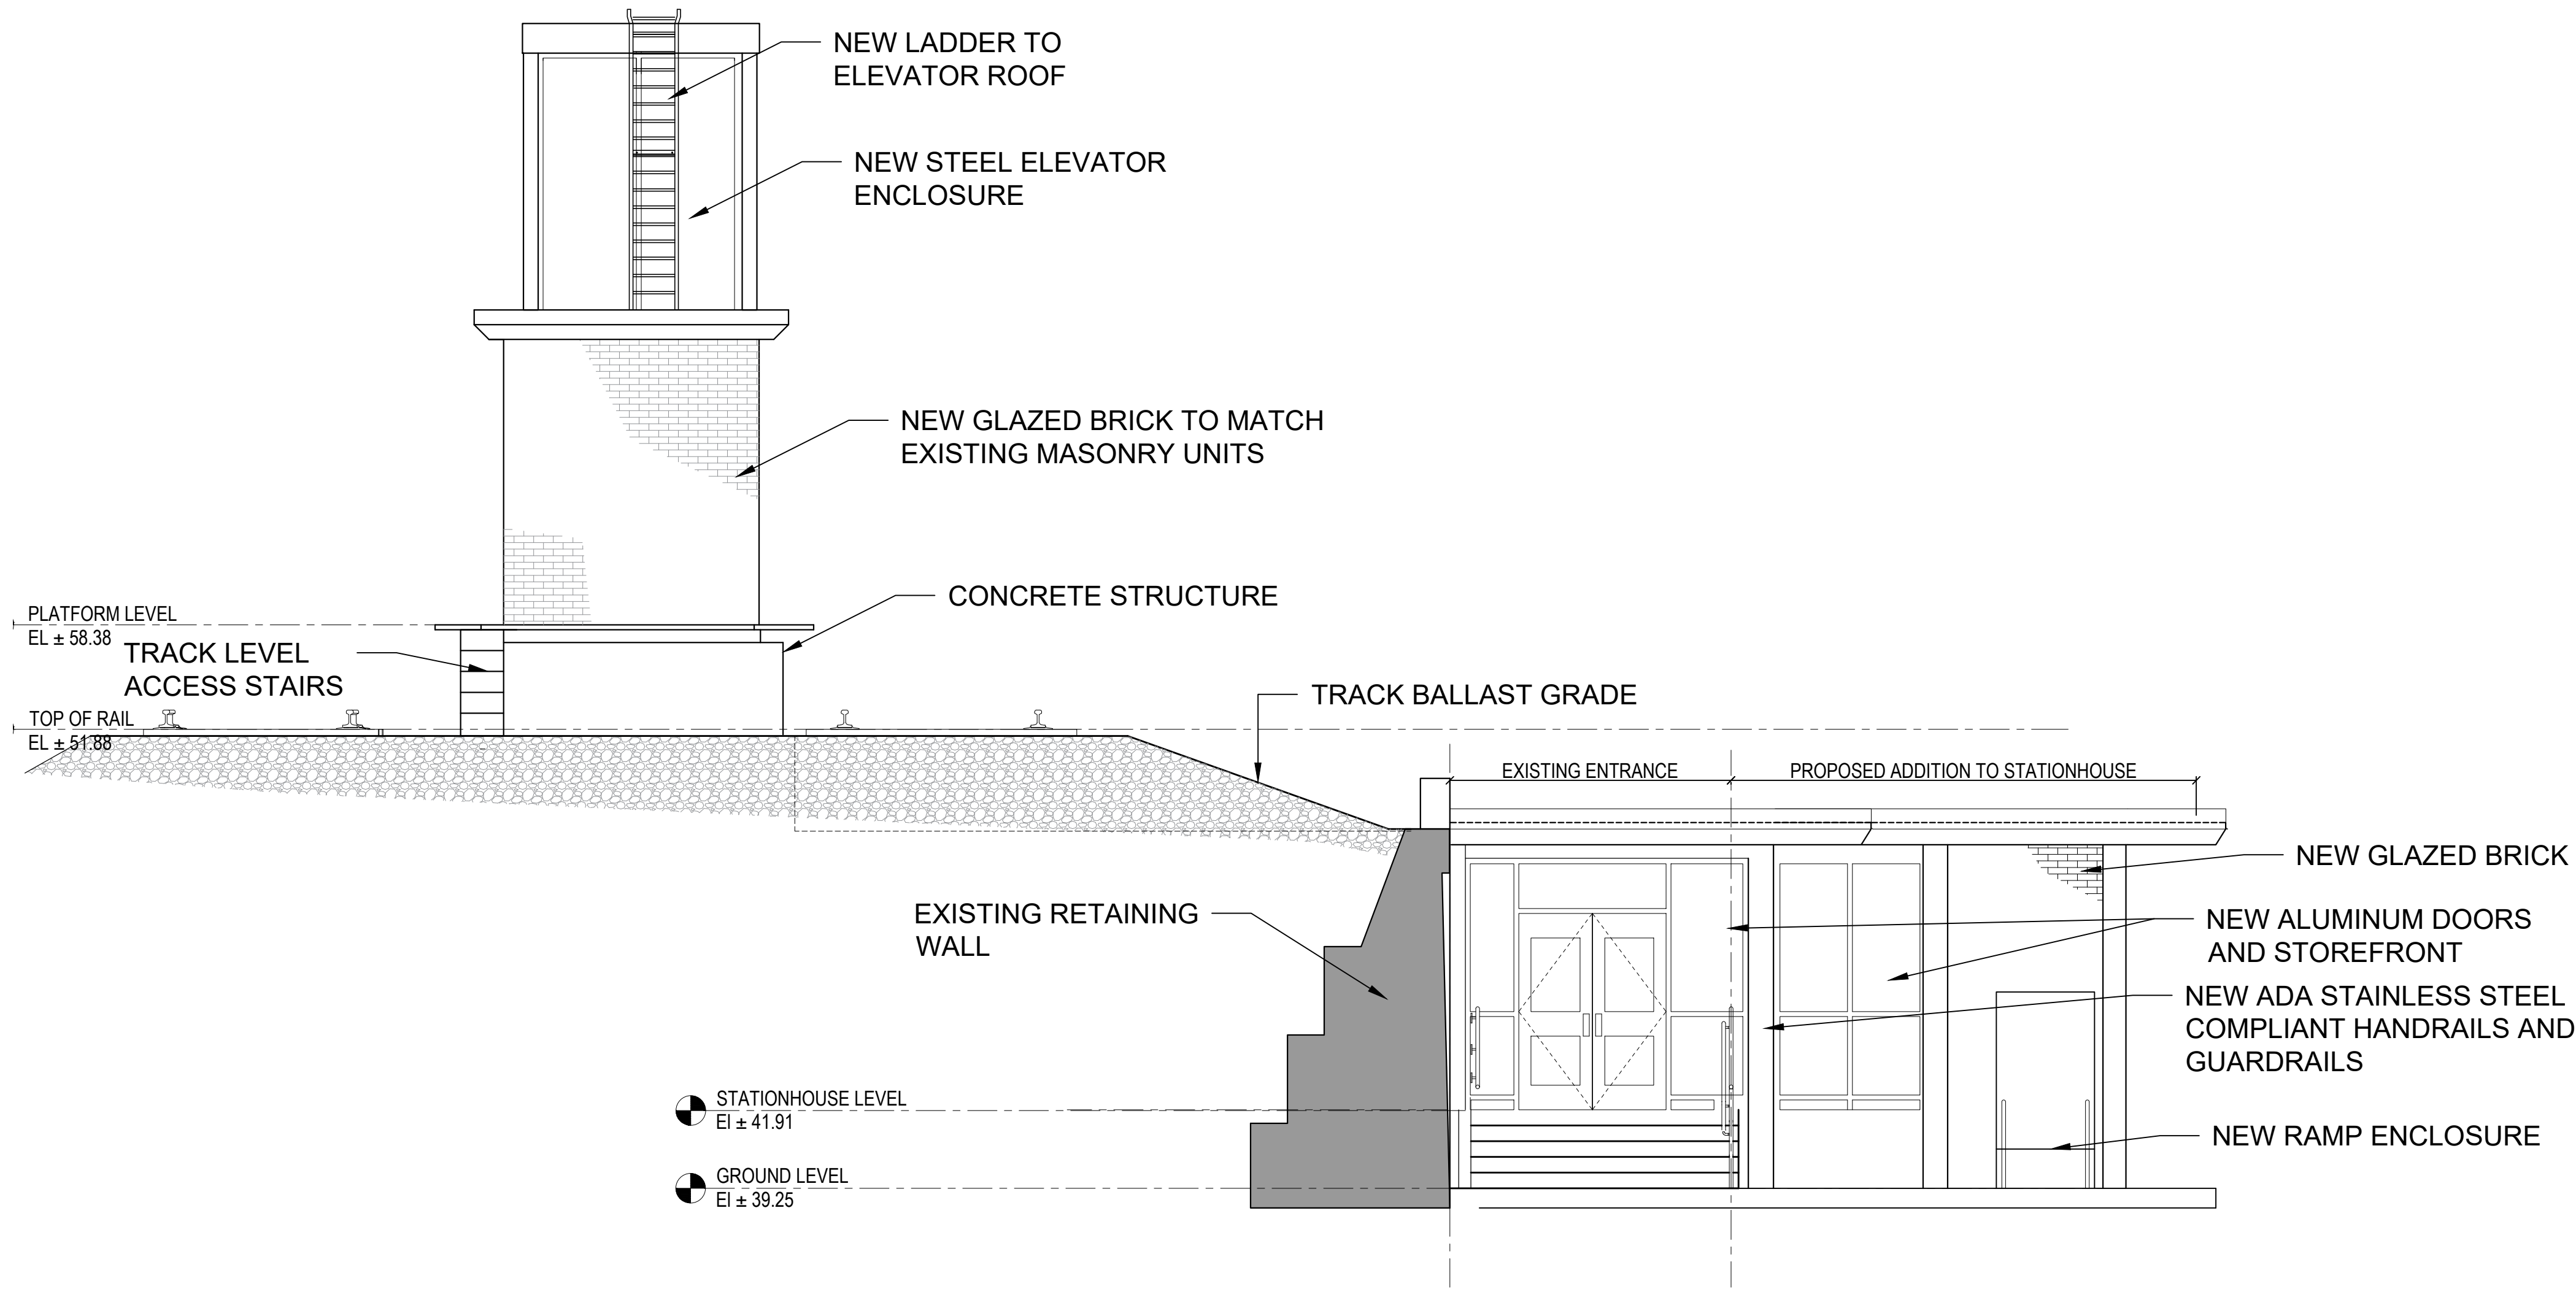 NEW LADDER TO
ELEVATOR ROOF
NEW STEEL ELEVATOR
ENCLOSURE
NEW GLAZED BRICK TO MATCH
EXISTING MASONRY UNITS
CONCRETE STRUCTURE
PLATFORM LEVEL
EL ± 58.38
TRACK LEVEL
ACCESS STAIRS
TRACK BALLAST GRADE
TOP OF RAIL
EL ± 51.88
EXISTING ENTRANCE
PROPOSED ADDITION TO STATIONHOUSE
NEW GLAZED BRICK
EXISTING RETAINING
WALL
NEW ALUMINUM DOORS
AND STOREFRONT
NEW ADA STAINLESS STEEL
COMPLIANT HANDRAILS AND
GUARDRAILS
STATIONHOUSE LEVEL
El ± 41.91
NEW RAMP ENCLOSURE
GROUND LEVEL
El ± 39.25